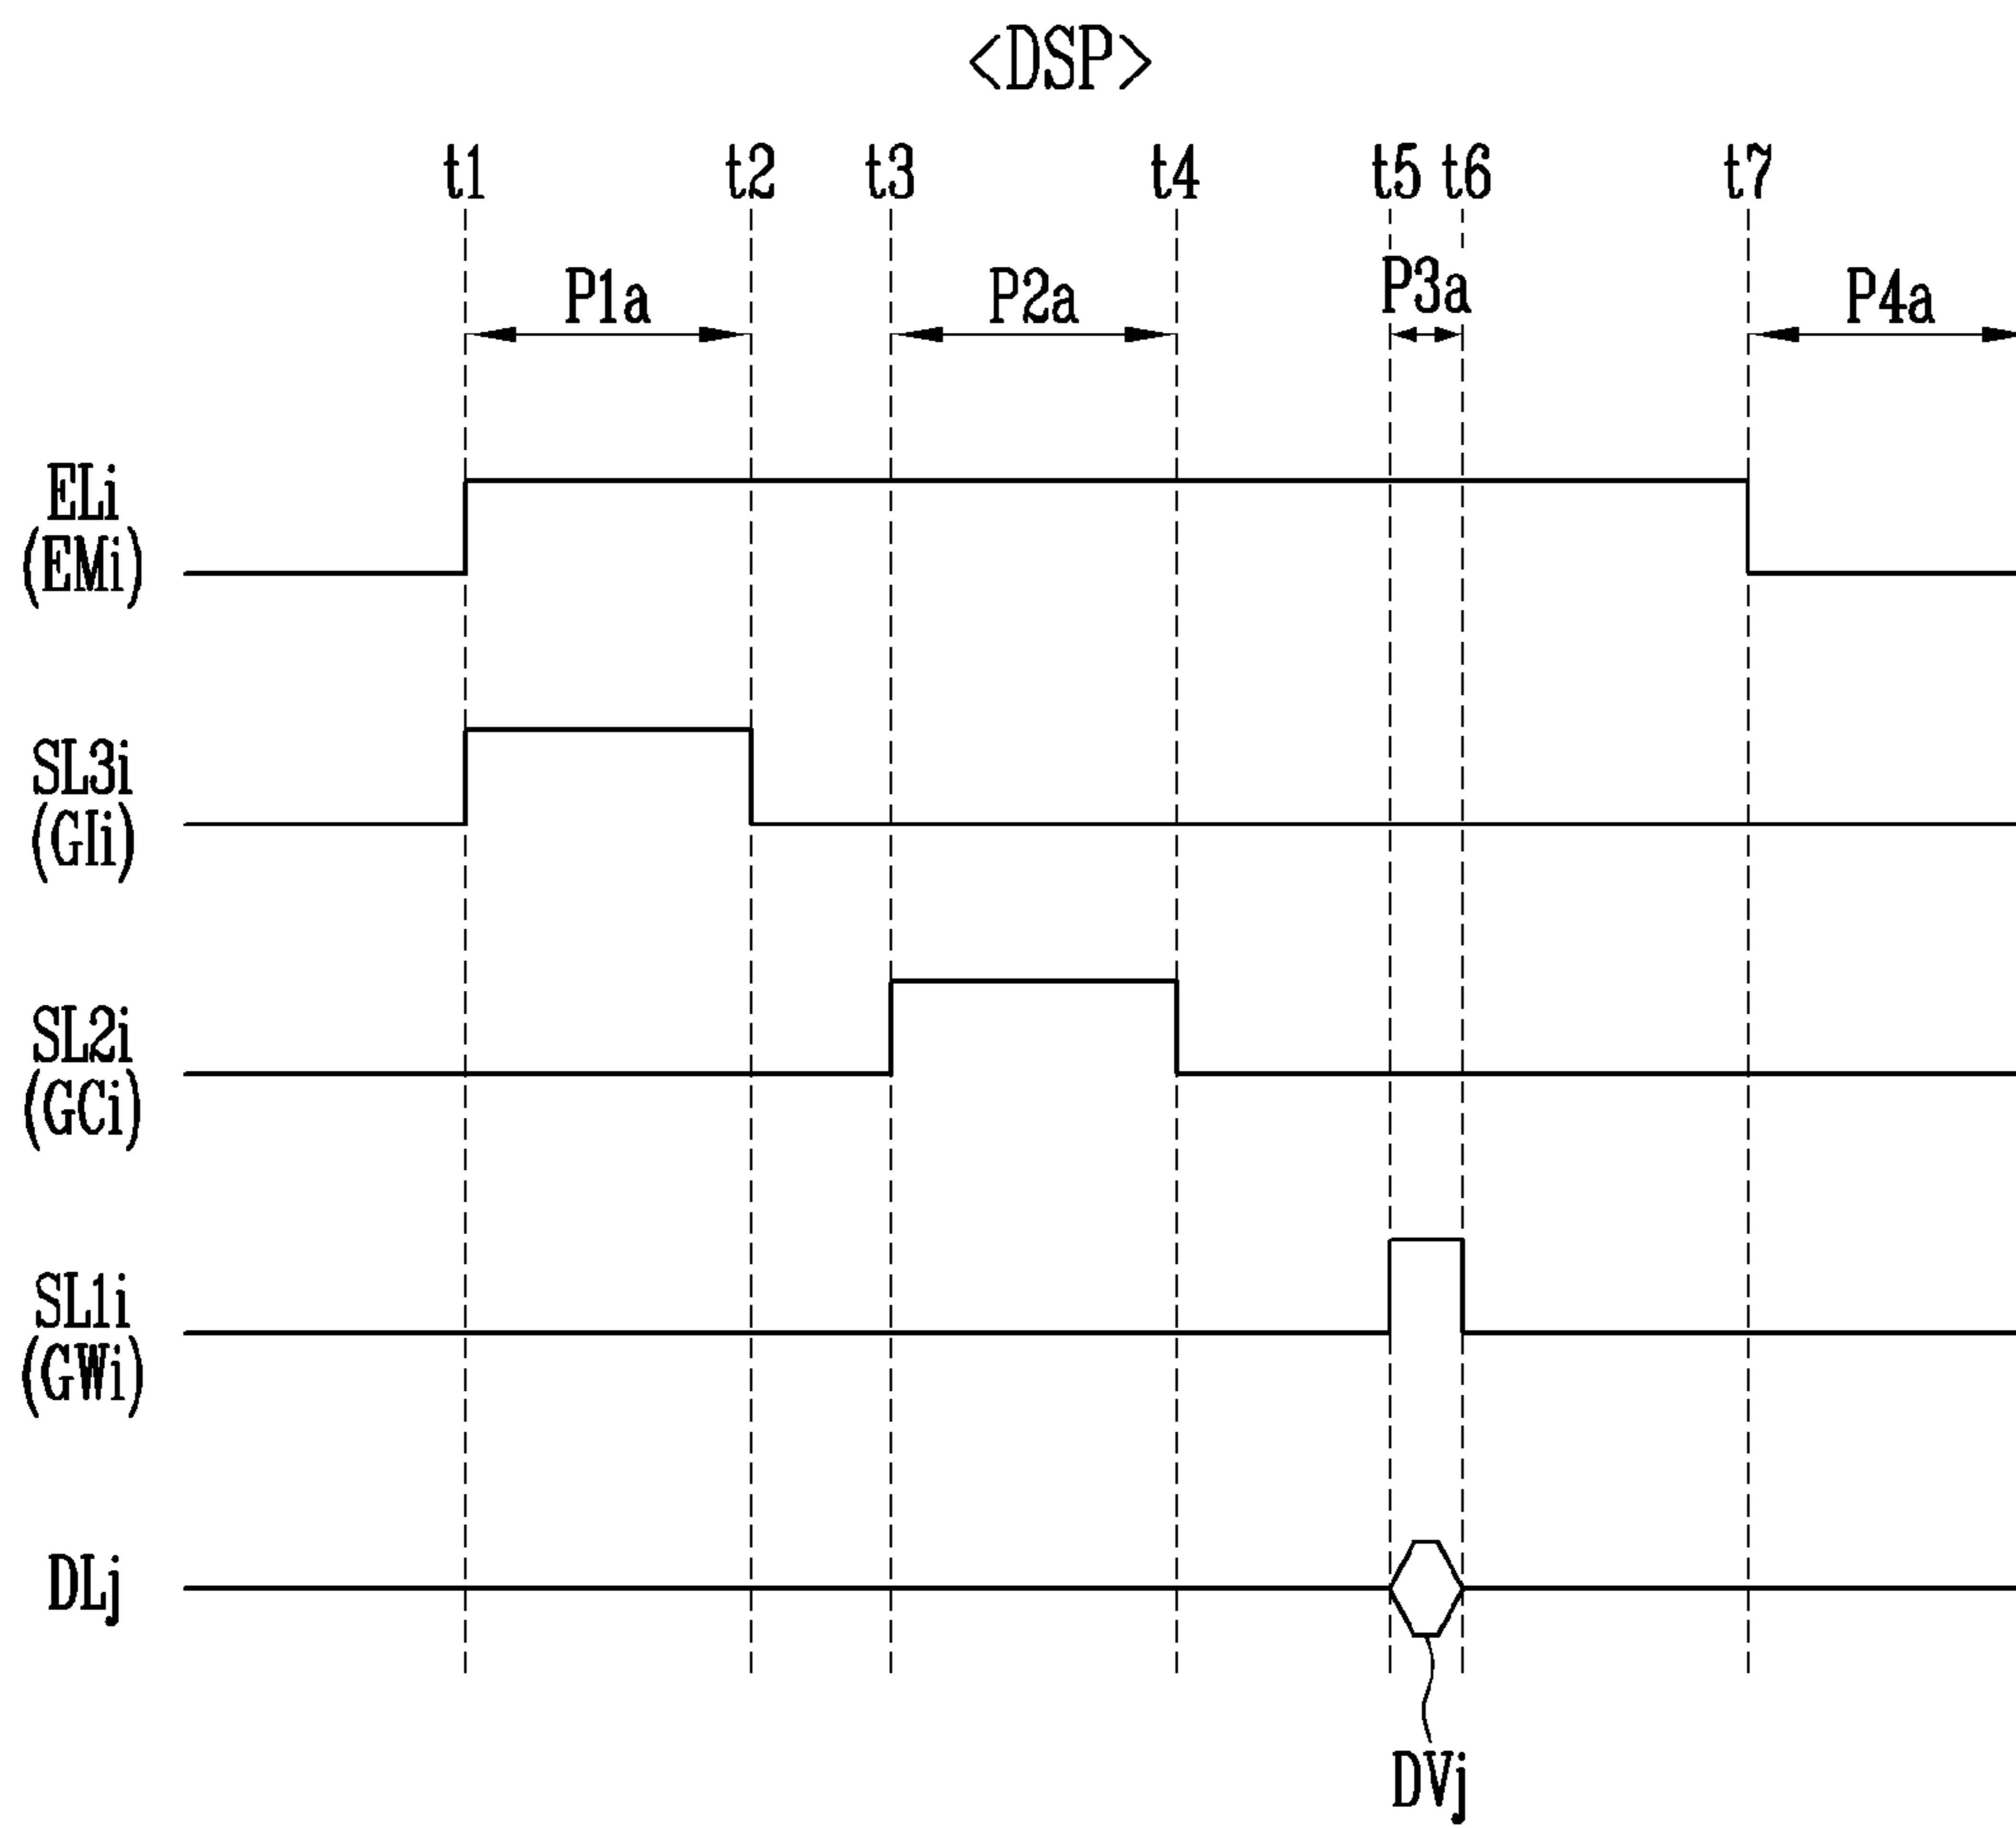 <DSP>
t1 t2 t3 t4 t5 t6 t7
P1a P2a P3a P4a
ELi
(EMi)
SL3i
(GIi)
SL2i
(GCi)
SL1i
(GWi)
DLj
DVj